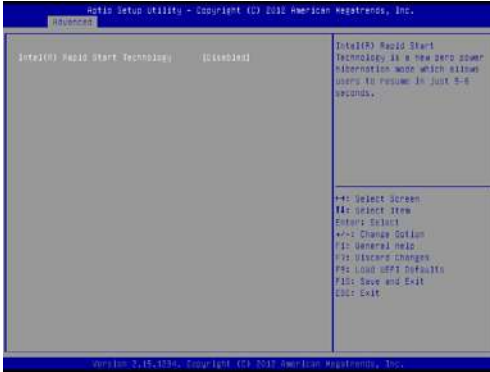 Aptio Setup Utility - Copyright (C) 2012 American Megatrends, Inc.
Advanced
Intel(R) Rapid Start Technology [Disabled]
Intel(R) Rapid Start
Technology is a new zero power
hibernation mode which allows
users to resume in just 5-6
seconds.
→←: Select Screen
↑↓: Select Item
Enter: Select
+/-: Change Option
F1: General Help
F7: Discard Changes
F9: Load UEFI Defaults
F10: Save and Exit
ESC: Exit
Version 2.15.1234. Copyright (C) 2012 American Megatrends, Inc.